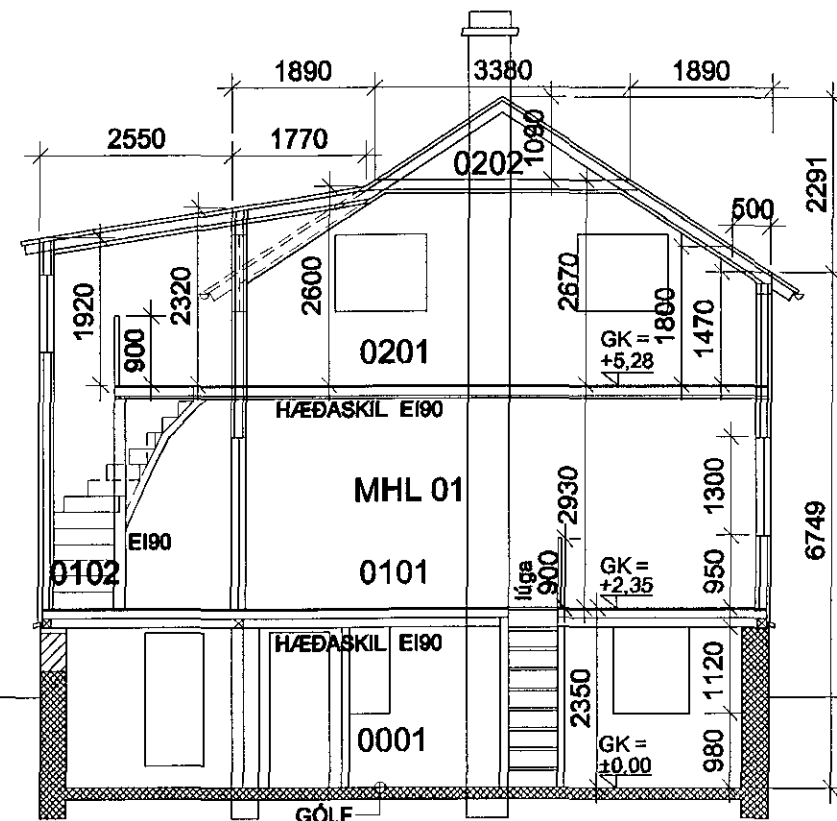 1890 3380 1890
2550 1770
1090
0202
2291
500
1920
2320
2600
2670
1800
1470
900
0201
GK =
+5,28
HÆÐASKIL EI90
MHL 01
2930
1300
6749
EI90
0102
0101
lúga
900
GK =
+2,35
950
HÆÐASKIL EI90
2350
1120
0001
GK =
±0,00
980
GÓLF